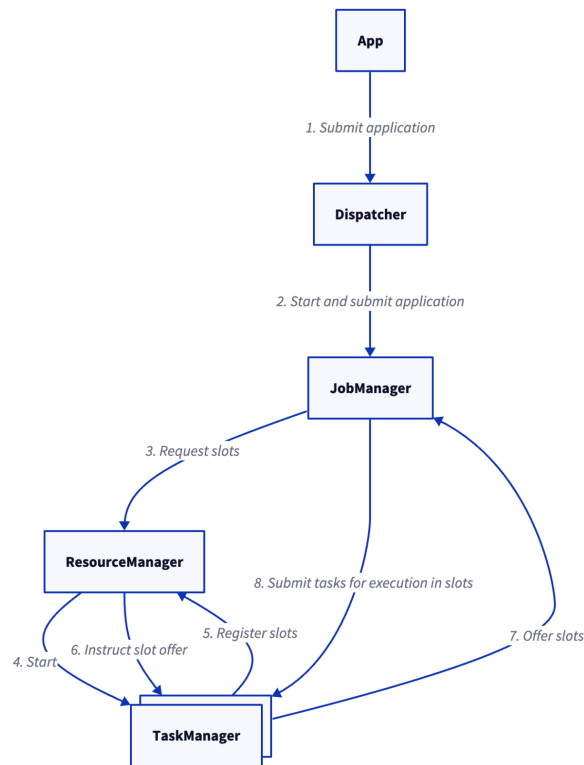 App
1. Submit application
Dispatcher
2. Start and submit application
JobManager
3. Request slots
ResourceManager
8. Submit tasks for execution in slots
5. Register slots
7. Offer slots
6. Instruct slot offer
4. Start
TaskManager